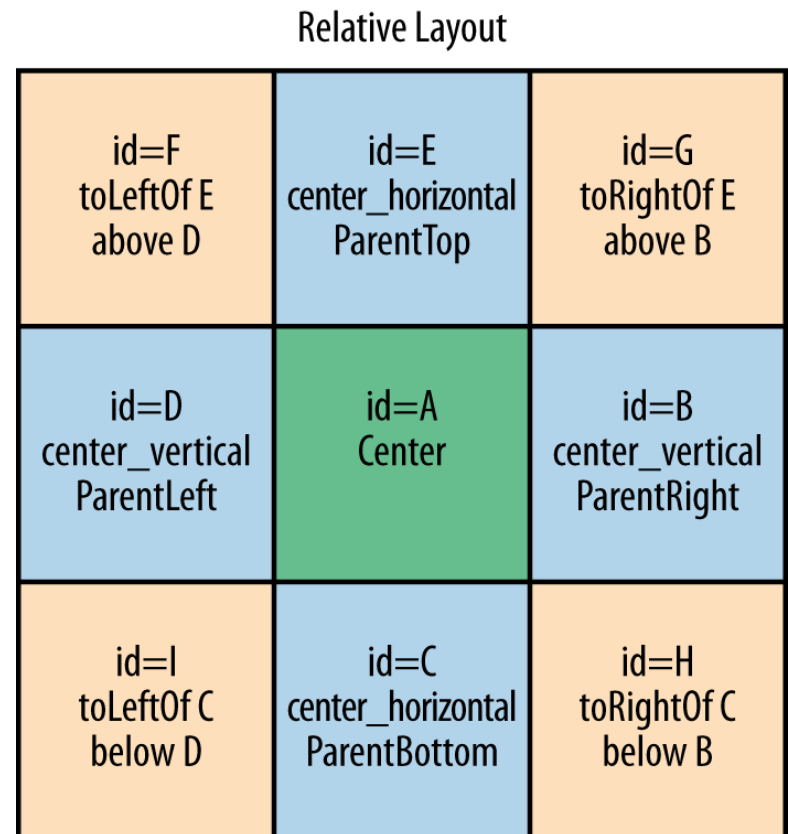 Relative Layout
id=F
toLeftOf E
above D
id=E
center_horizontal
ParentTop
id=G
toRightOf E
above B
id=D
center_vertical
ParentLeft
id=A
Center
id=B
center_vertical
ParentRight
id=I
toLeftOf C
below D
id=C
center_horizontal
ParentBottom
id=H
toRightOf C
below B